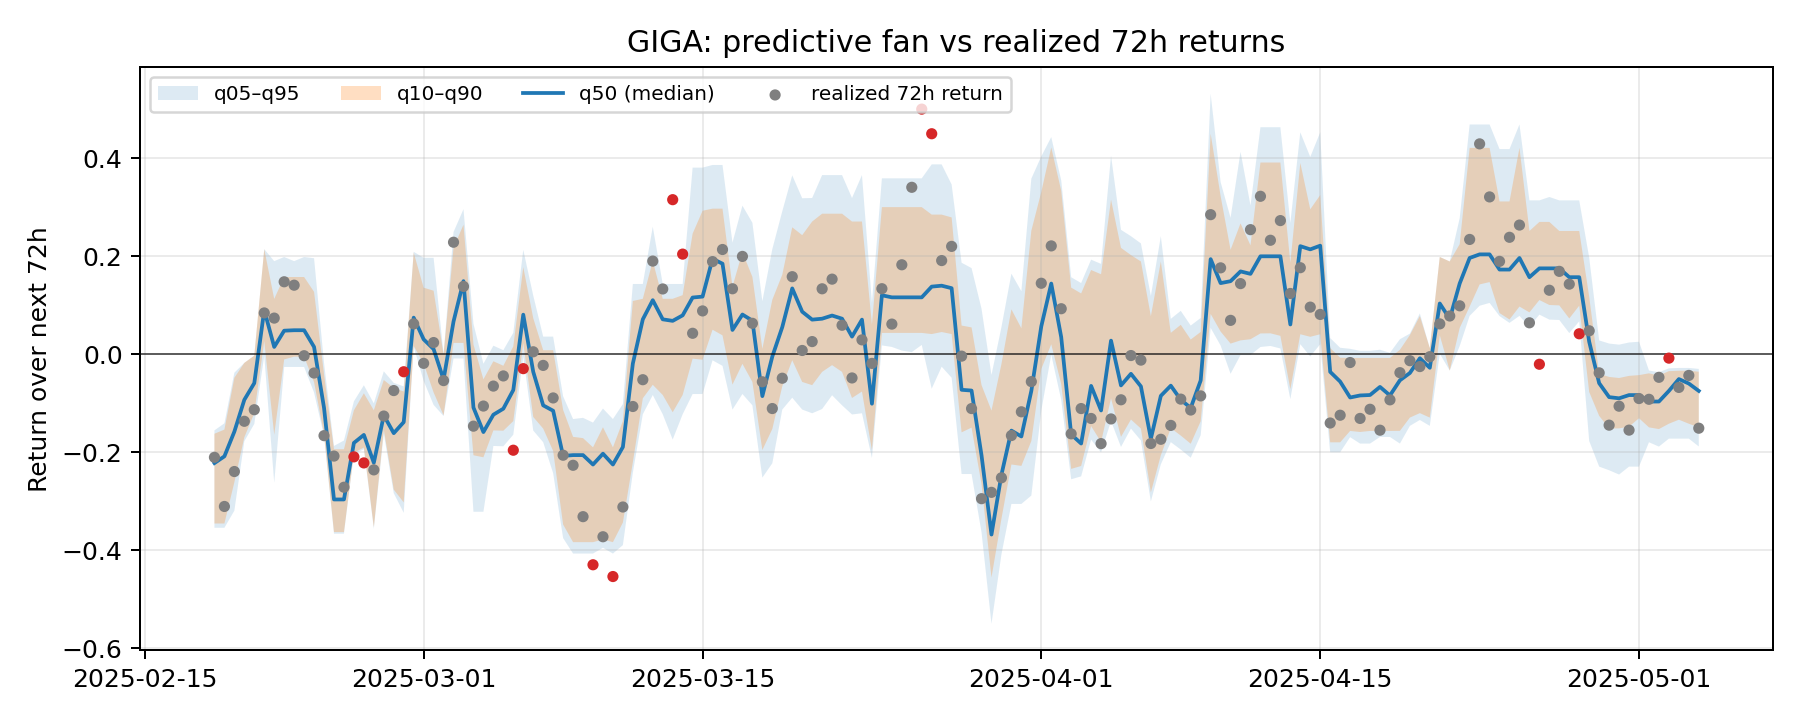 GIGA: predictive fan vs realized 72h returns
q05–q95 q10–q90 q50 (median) realized 72h return
Return over next 72h
0.4
0.2
0.0
−0.2
−0.4
−0.6
2025-02-15 2025-03-01 2025-03-15 2025-04-01 2025-04-15 2025-05-01